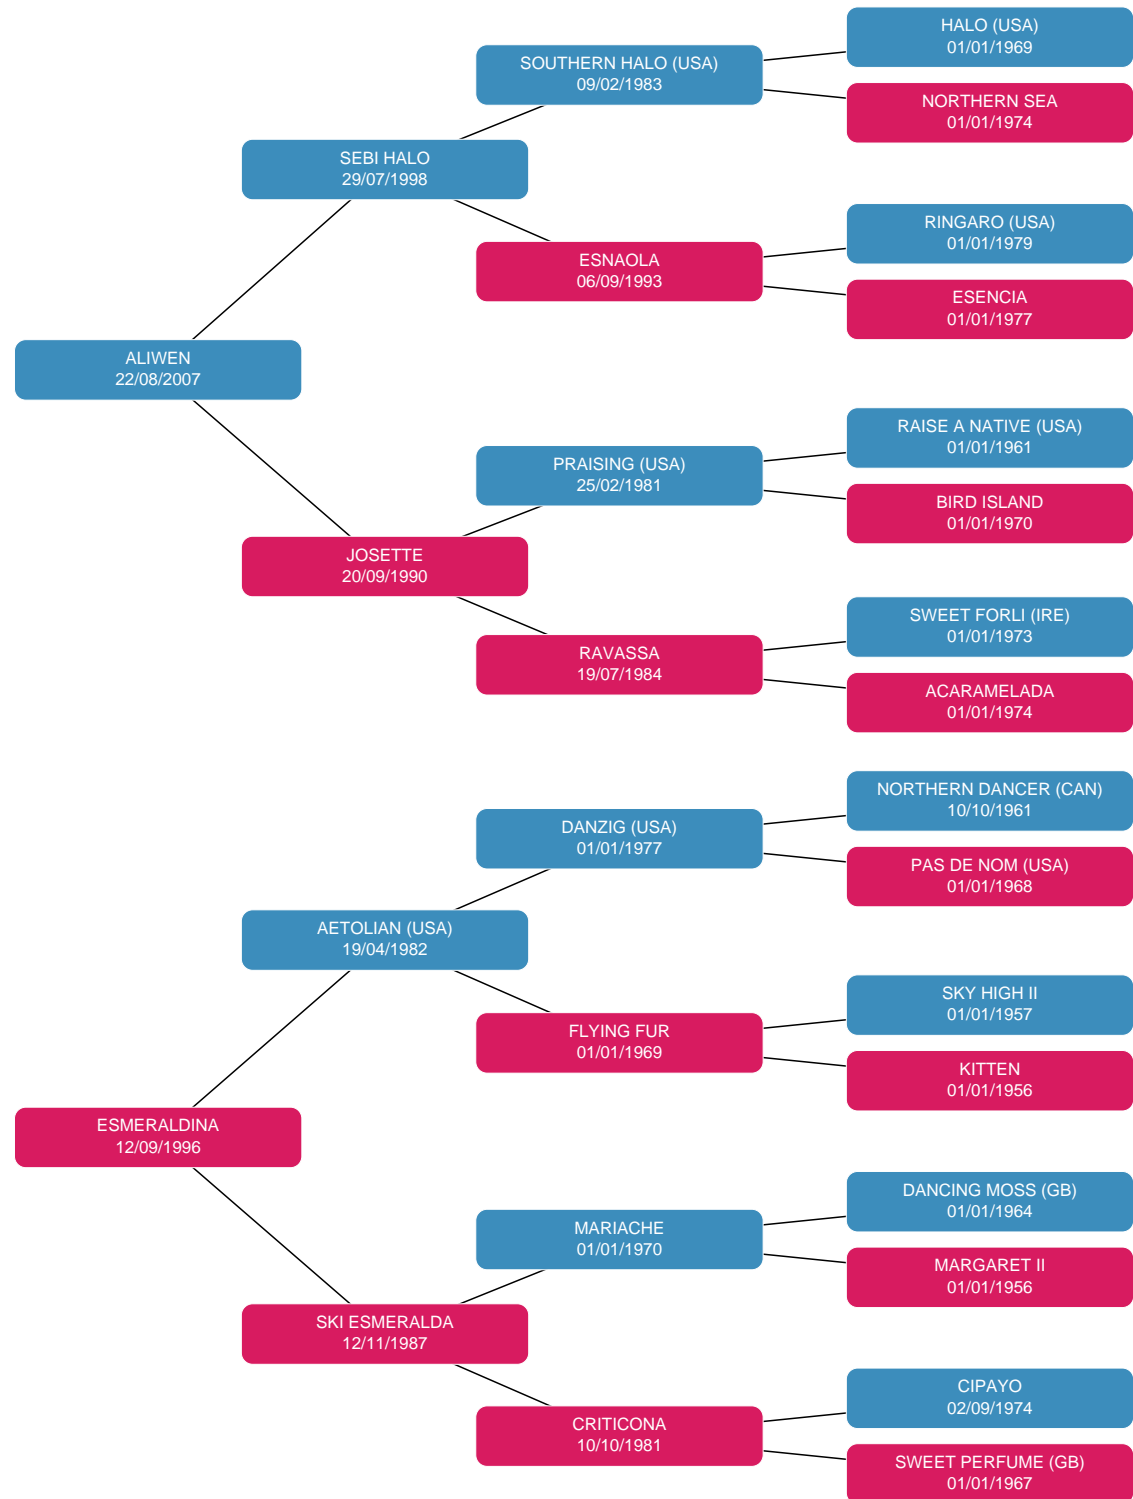 HALO (USA)
01/01/1969
SOUTHERN HALO (USA)
09/02/1983
NORTHERN SEA
01/01/1974
SEBI HALO
29/07/1998
RINGARO (USA)
01/01/1979
ESNAOLA
06/09/1993
ESENCIA
01/01/1977
ALIWEN
22/08/2007
RAISE A NATIVE (USA)
01/01/1961
PRAISING (USA)
25/02/1981
BIRD ISLAND
01/01/1970
JOSETTE
20/09/1990
SWEET FORLI (IRE)
01/01/1973
RAVASSA
19/07/1984
ACARAMELADA
01/01/1974
NORTHERN DANCER (CAN)
10/10/1961
DANZIG (USA)
01/01/1977
PAS DE NOM (USA)
01/01/1968
AETOLIAN (USA)
19/04/1982
SKY HIGH II
01/01/1957
FLYING FUR
01/01/1969
KITTEN
01/01/1956
ESMERALDINA
12/09/1996
DANCING MOSS (GB)
01/01/1964
MARIACHE
01/01/1970
MARGARET II
01/01/1956
SKI ESMERALDA
12/11/1987
CIPAYO
02/09/1974
CRITICONA
10/10/1981
SWEET PERFUME (GB)
01/01/1967